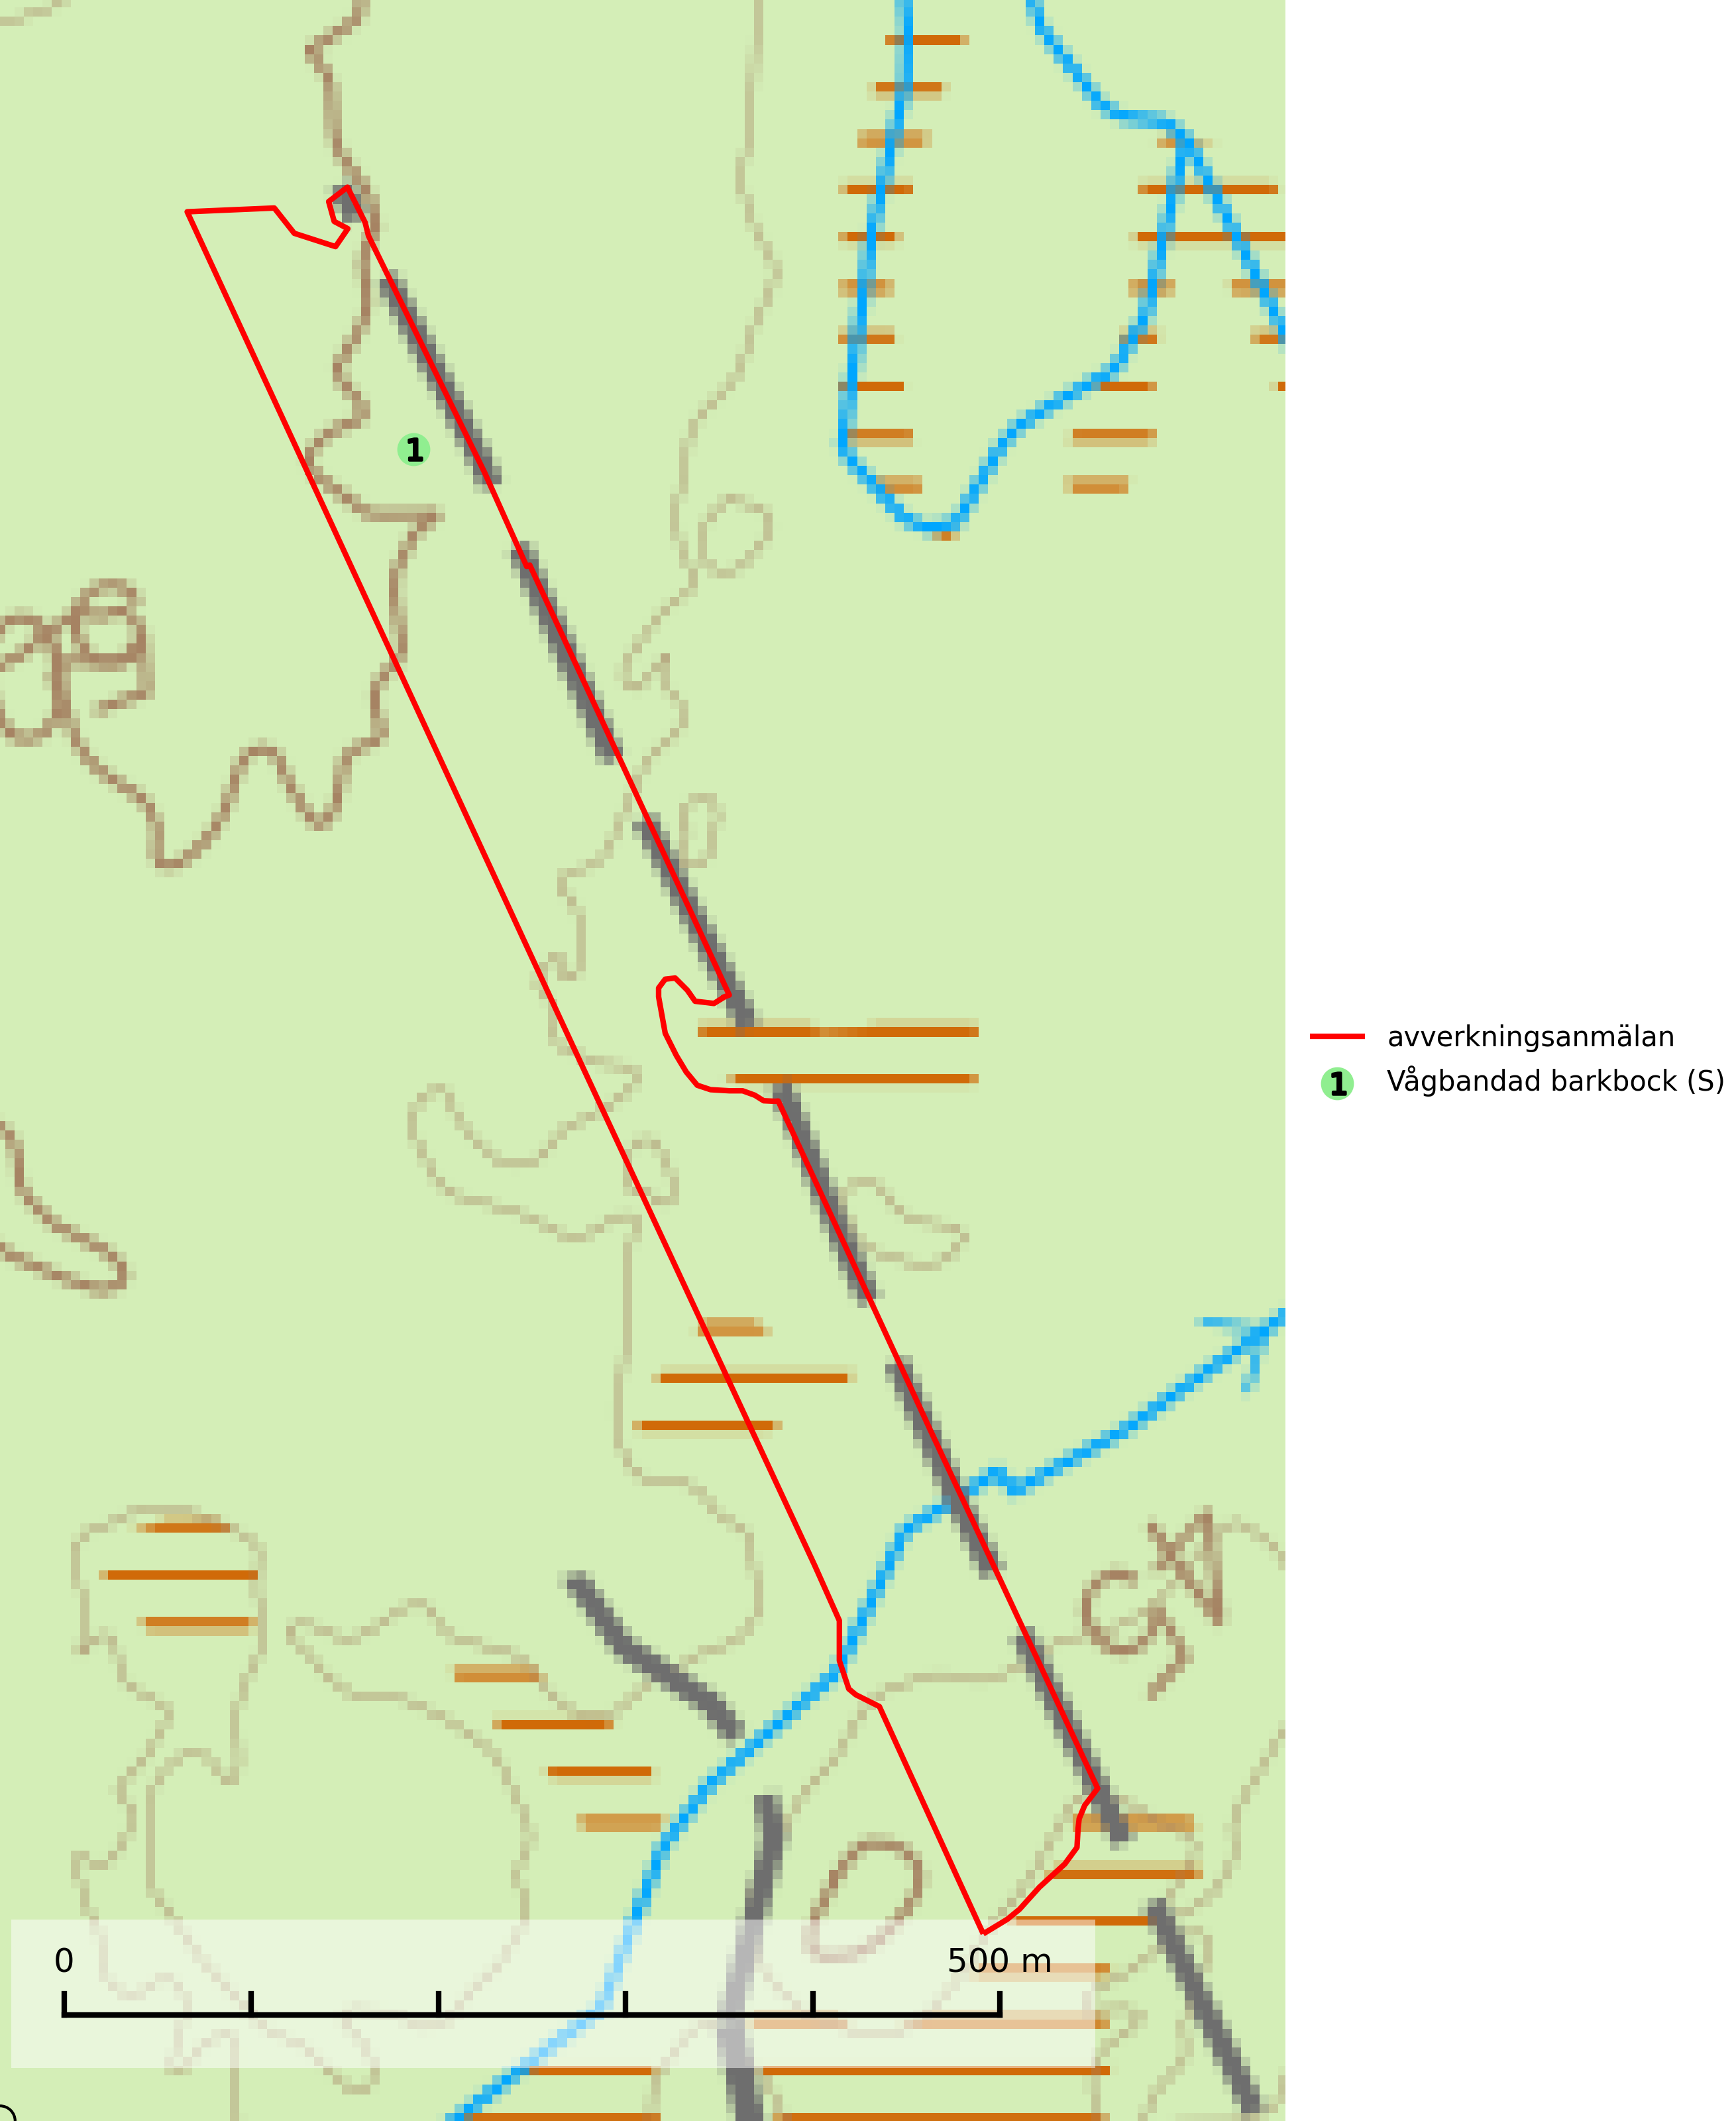 1
avverkningsanmälan
1 Vågbandad barkbock (S)
0 500 m